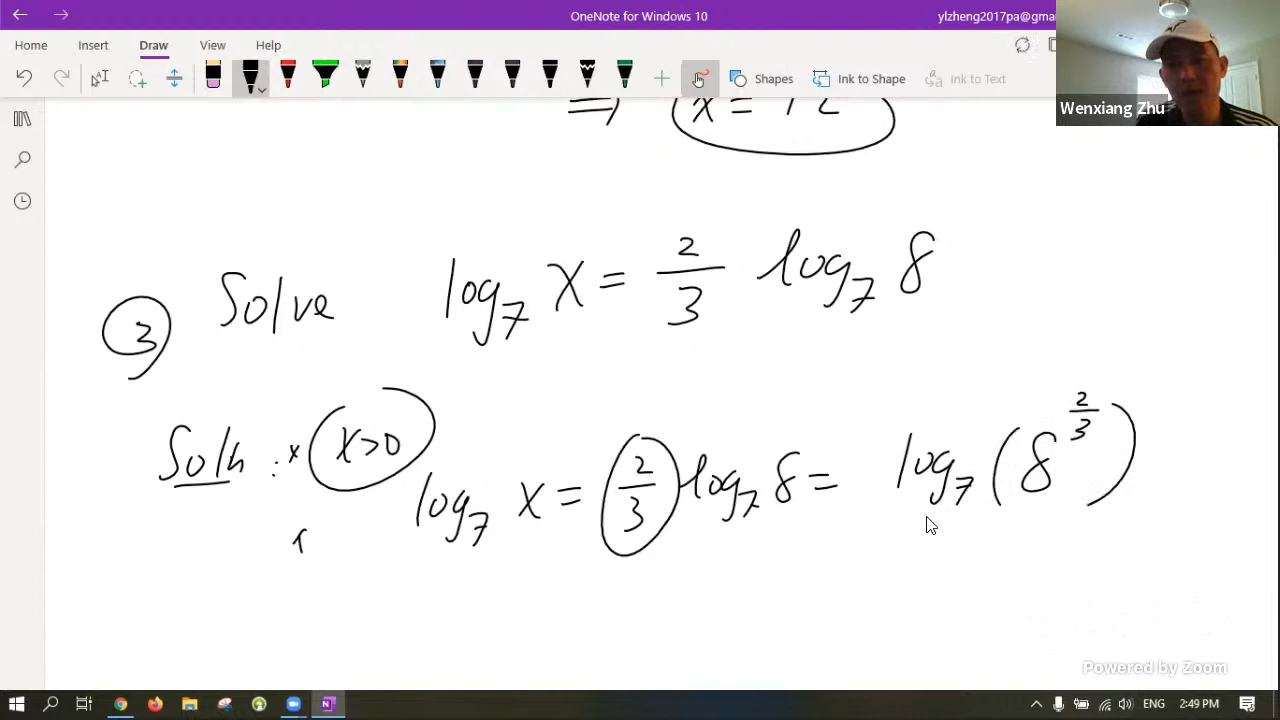 OneNote for Windows 10
ylzheng2017pa@gma
Home Insert Draw View Help
Shapes Ink to Shape Ink to Text
Wenxiang Zhu
⇒ x = 12
③ Solve log₇ x = 2/3 log₇ 8
Soln : x x>0 log₇ x = 2/3 log₇ 8 = log₇ (8^(2/3))
Powered by Zoom
ENG 2:49 PM